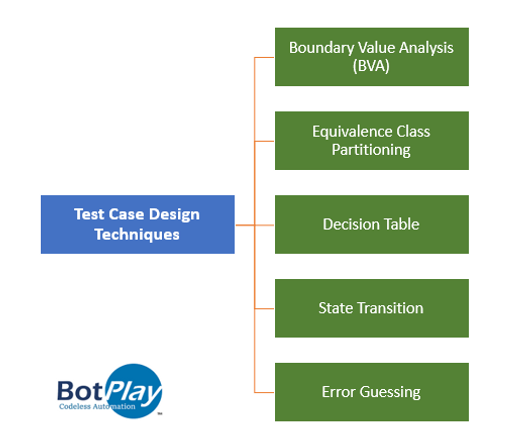 Boundary Value Analysis
(BVA)
Equivalence Class
Partitioning
Test Case Design
Techniques
Decision Table
State Transition
Error Guessing
BotPlay
Codeless Automation
TM